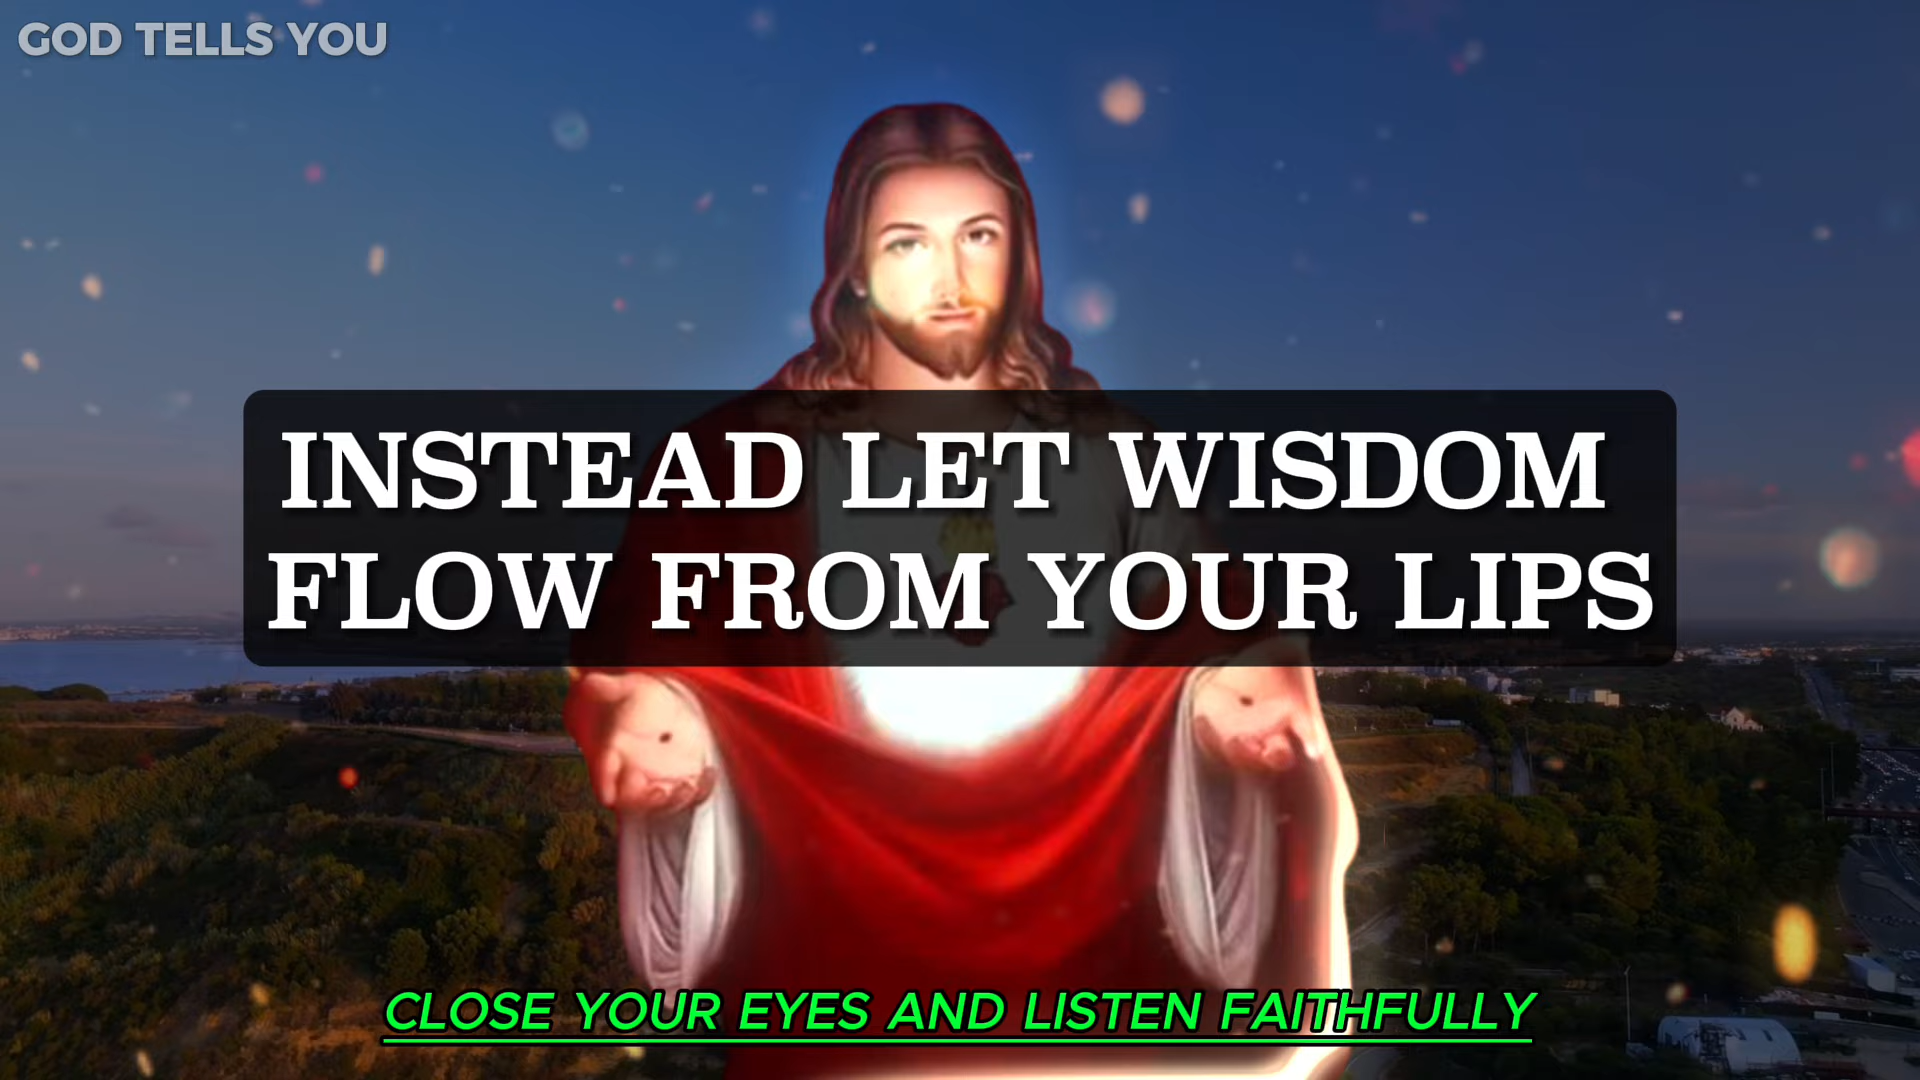 GOD TELLS YOU
INSTEAD LET WISDOM
FLOW FROM YOUR LIPS
CLOSE YOUR EYES AND LISTEN FAITHFULLY